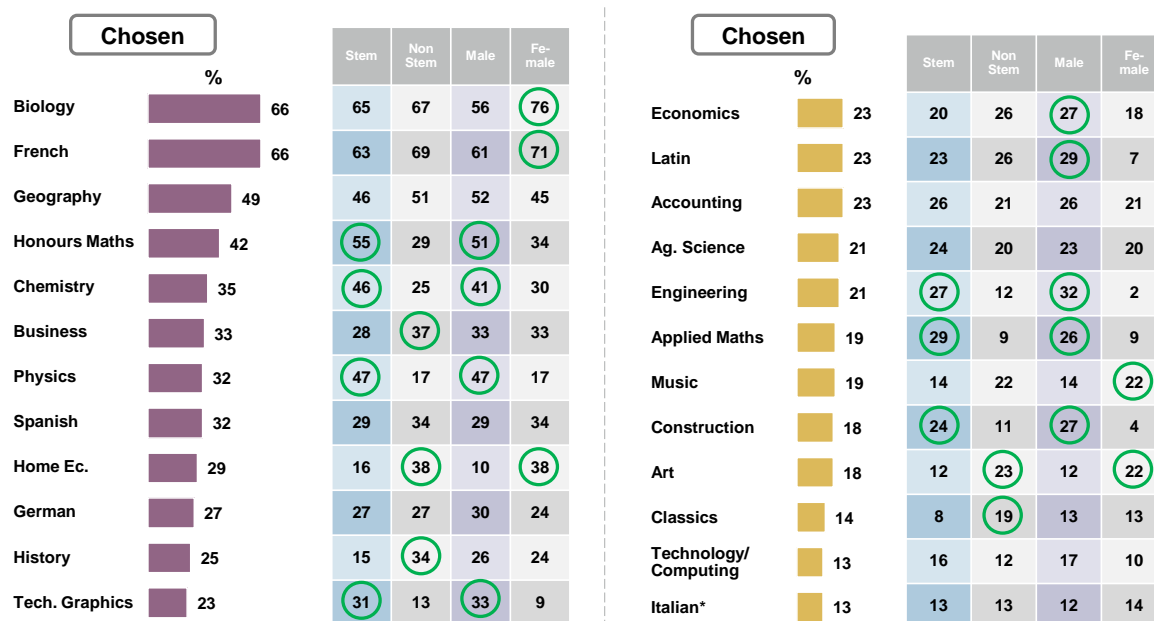 Chosen
%
Stem Non Stem Male Fe-male
Biology 66 65 67 56 76
French 66 63 69 61 71
Geography 49 46 51 52 45
Honours Maths 42 55 29 51 34
Chemistry 35 46 25 41 30
Business 33 28 37 33 33
Physics 32 47 17 47 17
Spanish 32 29 34 29 34
Home Ec. 29 16 38 10 38
German 27 27 27 30 24
History 25 15 34 26 24
Tech. Graphics 23 31 13 33 9
Chosen
%
Stem Non Stem Male Fe-male
Economics 23 20 26 27 18
Latin 23 23 26 29 7
Accounting 23 26 21 26 21
Ag. Science 21 24 20 23 20
Engineering 21 27 12 32 2
Applied Maths 19 29 9 26 9
Music 19 14 22 14 22
Construction 18 24 11 27 4
Art 18 12 23 12 22
Classics 14 8 19 13 13
Technology/
Computing 13 16 12 17 10
Italian* 13 13 13 12 14